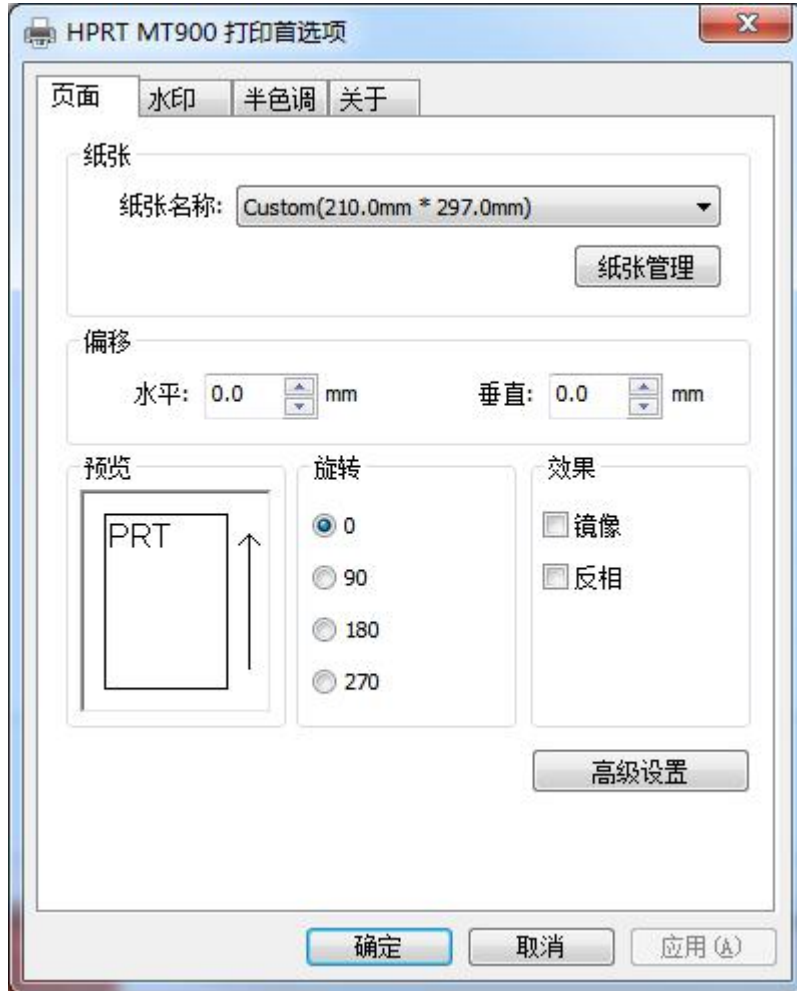 HPRT MT900 打印首选项
页面 水印 半色调 关于
纸张
纸张名称: Custom(210.0mm * 297.0mm)
纸张管理
偏移
水平: 0.0 mm 垂直: 0.0 mm
预览 旋转 效果
PRT
0 镜像
90 反相
180
270
高级设置
确定 取消 应用(A)